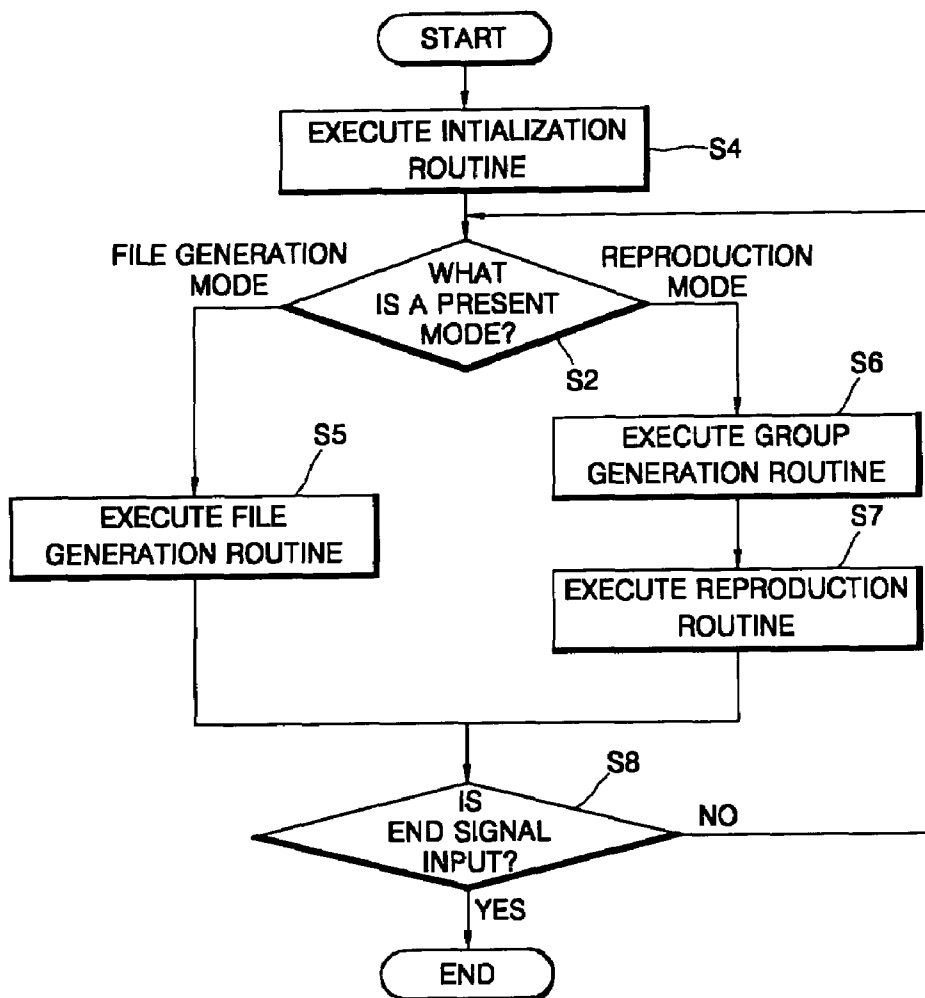 START
EXECUTE INTIALIZATION
ROUTINE
S4
FILE GENERATION
MODE
WHAT
IS A PRESENT
MODE?
REPRODUCTION
MODE
S2
S6
EXECUTE GROUP
GENERATION ROUTINE
S5
EXECUTE FILE
GENERATION ROUTINE
S7
EXECUTE REPRODUCTION
ROUTINE
S8
IS
END SIGNAL
INPUT?
NO
YES
END